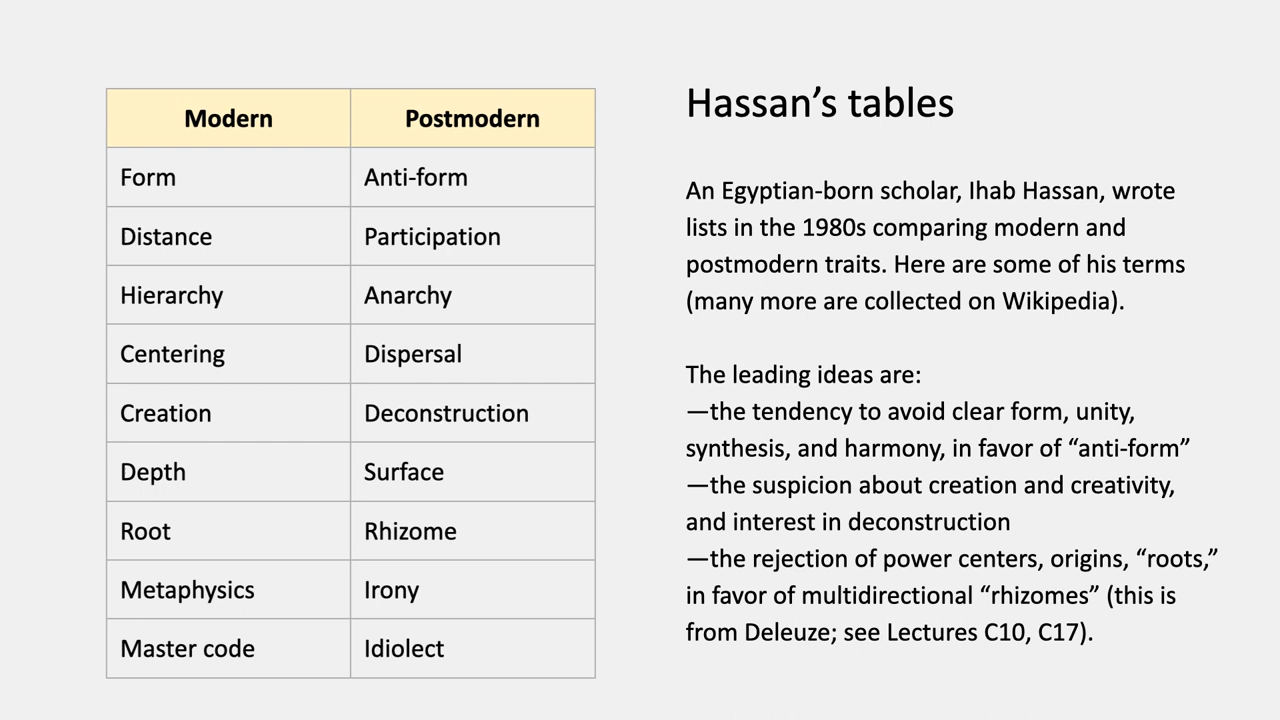 Modern Postmodern
Form Anti-form
Distance Participation
Hierarchy Anarchy
Centering Dispersal
Creation Deconstruction
Depth Surface
Root Rhizome
Metaphysics Irony
Master code Idiolect
Hassan’s tables
An Egyptian-born scholar, Ihab Hassan, wrote
lists in the 1980s comparing modern and
postmodern traits. Here are some of his terms
(many more are collected on Wikipedia).
The leading ideas are:
—the tendency to avoid clear form, unity,
synthesis, and harmony, in favor of “anti-form”
—the suspicion about creation and creativity,
and interest in deconstruction
—the rejection of power centers, origins, “roots,”
in favor of multidirectional “rhizomes” (this is
from Deleuze; see Lectures C10, C17).